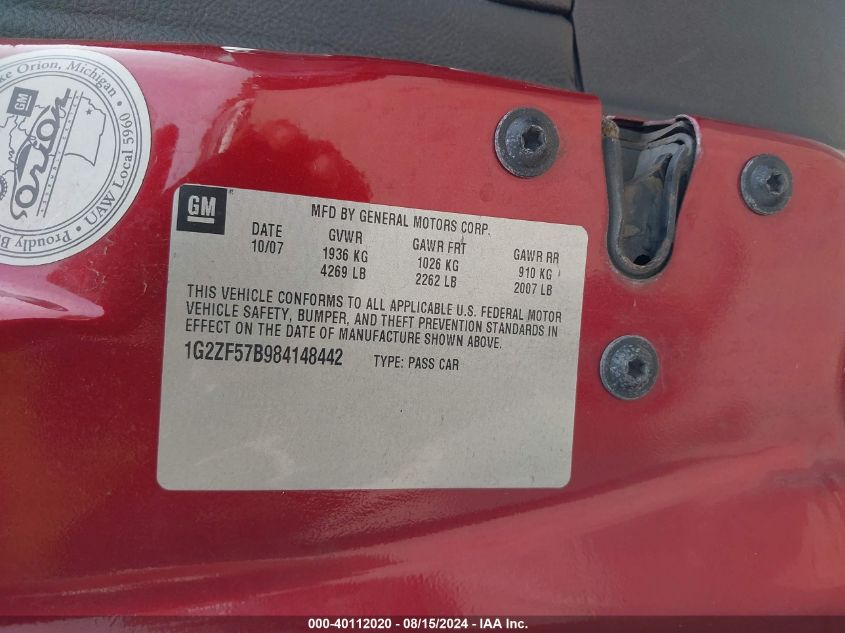 ke Orion, Michigan.
GM
Orion
UAW Local 5960
Proudly B
GM
MFD BY GENERAL MOTORS CORP.
DATE GVWR GAWR FRT GAWR RR
10/07 1936 KG 1026 KG 910 KG
4269 LB 2262 LB 2007 LB
THIS VEHICLE CONFORMS TO ALL APPLICABLE U.S. FEDERAL MOTOR
VEHICLE SAFETY, BUMPER, AND THEFT PREVENTION STANDARDS IN
EFFECT ON THE DATE OF MANUFACTURE SHOWN ABOVE.
1G2ZF57B984148442 TYPE: PASS CAR
000-40112020 - 08/15/2024 - IAA Inc.